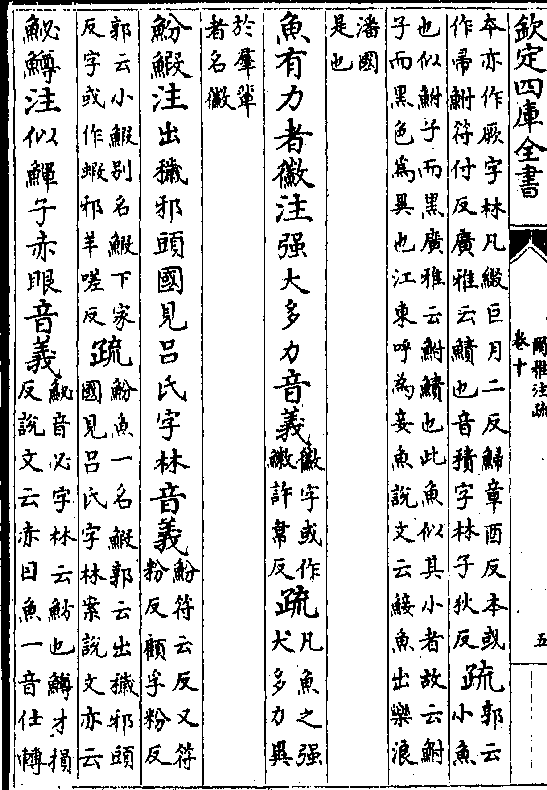 欽定四庫全書
爾雅注疏
卷十
五
本亦作厥字林凡綴巨月二反鯞章酉反本或
作帚鮒符付反廣雅云鰿也音積字林子狄反
疏
郭云
小魚
也似鮒子而黑廣雅云鮒鰿也此魚似其小者故云鮒
子而黑色為異也江東呼為妾魚說文云鯜魚出樂浪
潘國
是也
魚有力者徽注强大多力音義
徽字或作
鰴許韋反
疏
凡魚之强
大多力異
於羣輩
者名徽
魵鰕注出穢邪頭國見呂氏字林音義
魵符云反又符
粉反顧孚粉反
郭云小鰕别名鰕下家
反字或作蝦邪羊嗟反
疏
魵魚一名鰕郭云出穢邪頭
國見呂氏字林案說文亦云
鮅鱒注似鯶子赤眼音義
鮅音必字林云魴也鱒才損
反說文云赤目魚一音仕轉